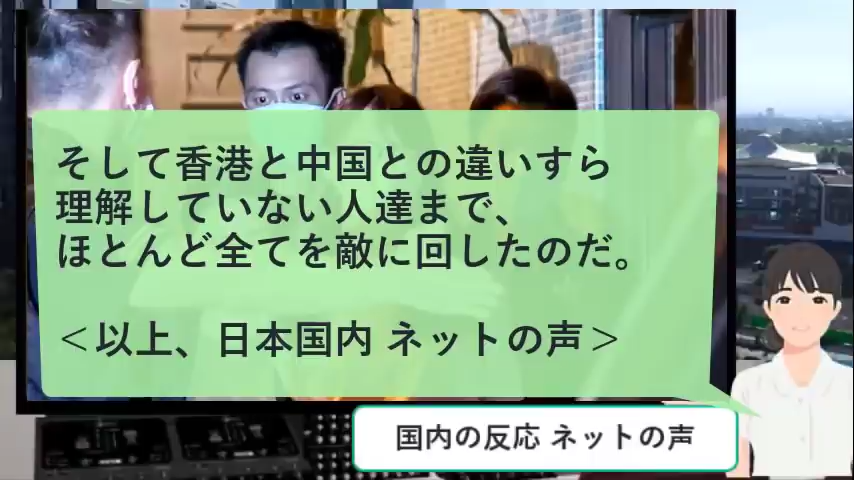 そして香港と中国との違いすら
理解していない人達まで、
ほとんど全てを敵に回したのだ。
＜以上、日本国内 ネットの声＞
国内の反応 ネットの声